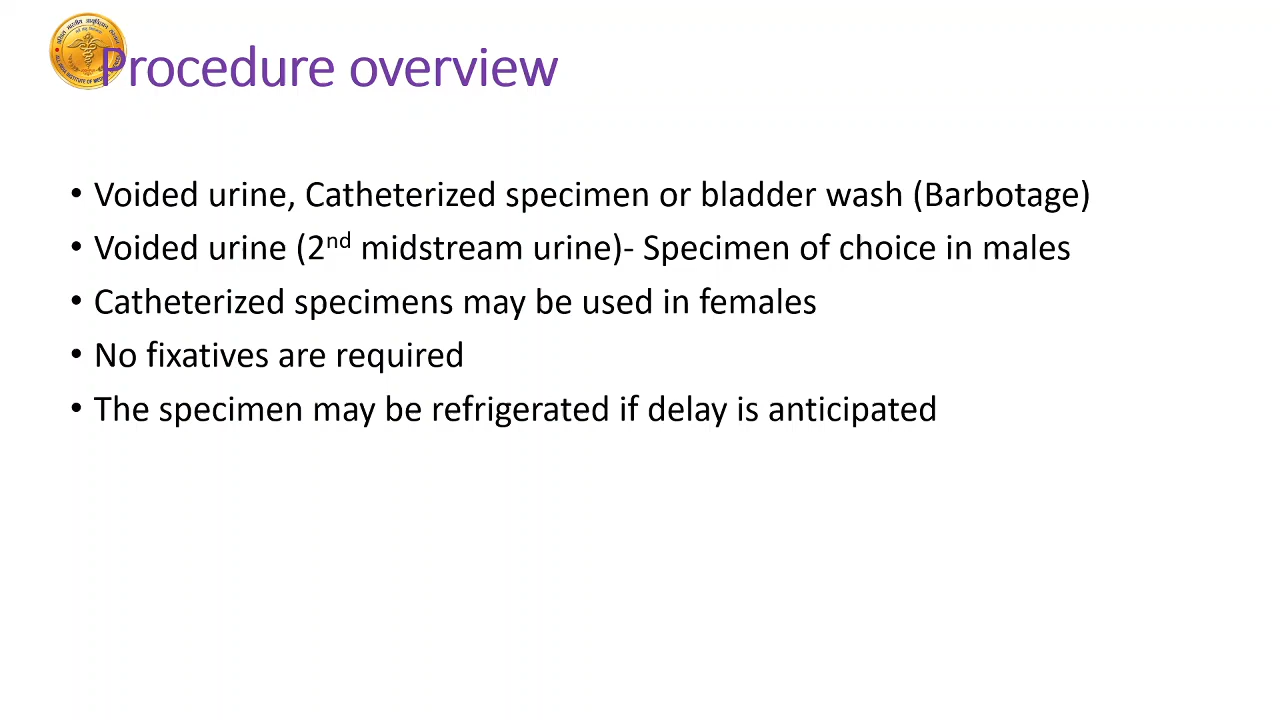 Procedure overview
• Voided urine, Catheterized specimen or bladder wash (Barbotage)
• Voided urine (2nd midstream urine)- Specimen of choice in males
• Catheterized specimens may be used in females
• No fixatives are required
• The specimen may be refrigerated if delay is anticipated